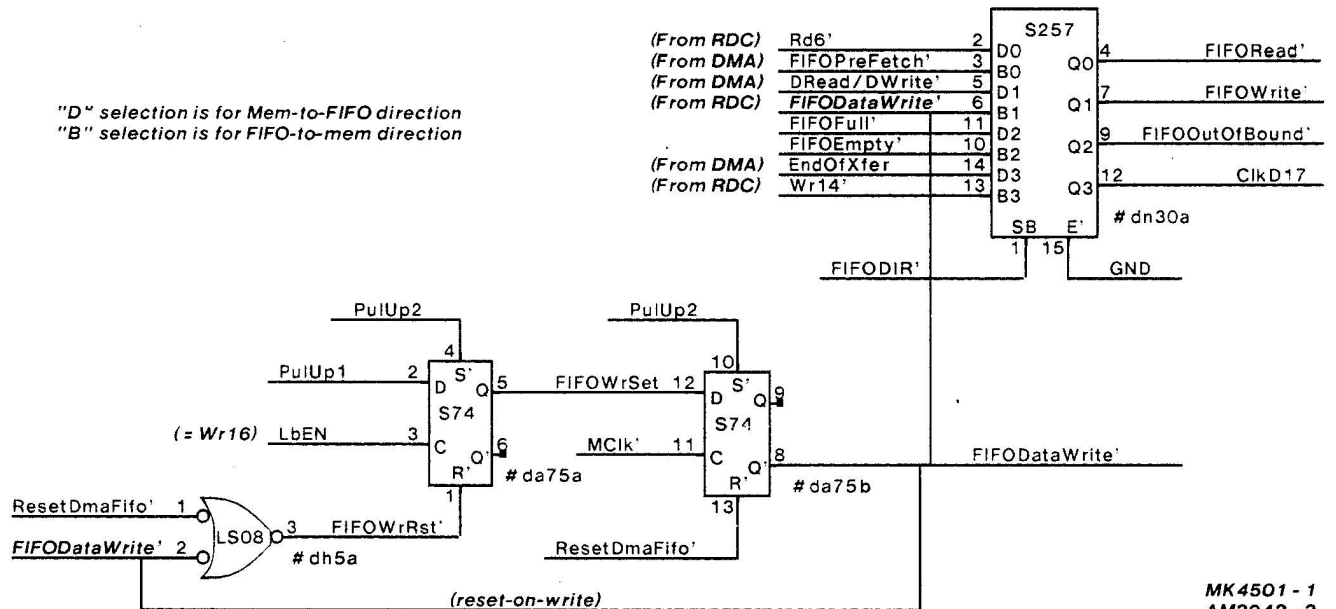 S257
(From RDC) Rd6' 2 D0
(From DMA) FIFOPreFetch' 3 B0 Q0 4 FIFORead'
(From DMA) DRead/DWrite' 5 D1
(From RDC) FIFODataWrite' 6 B1 Q1 7 FIFOWrite'
FIFOFull' 11 D2
FIFOEmpty' 10 B2 Q2 9 FIFOOutOfBound'
(From DMA) EndOfXfer 14 D3
(From RDC) Wr14' 13 B3 Q3 12 ClkD17
# dn30a
SB E'
1 15
FIFODIR' GND
"D" selection is for Mem-to-FIFO direction
"B" selection is for FIFO-to-mem direction
PulUp2 PulUp2
4 10
PulUp1 2 D S' Q 5 FIFOWrSet 12 D S' Q 9
S74 S74
(= Wr16) LbEN 3 C Q' 6 MClk' 11 C Q' 8 FIFODataWrite'
R' # da75a R' # da75b
1 13
ResetDmaFifo' 1
LS08 3 FIFOWrRst'
FIFODataWrite' 2
# dh5a
ResetDmaFifo'
(reset-on-write)
MK4501 - 1